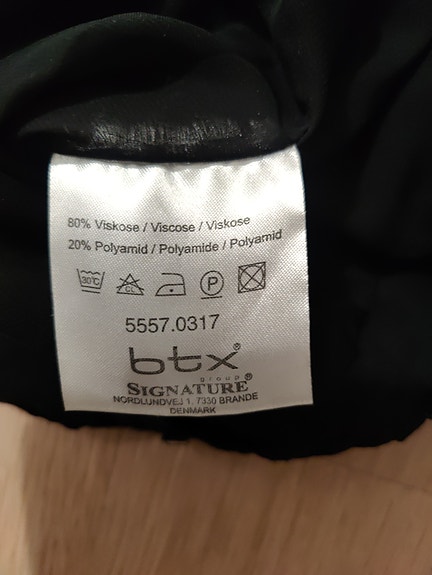 80% Viskose / Viscose / Viskose
20% Polyamid / Polyamide / Polyamid
30°C CL P
5557.0317
btx®
group®
SIGNATURE
NORDLUNDVEJ 1. 7330 BRANDE
DENMARK